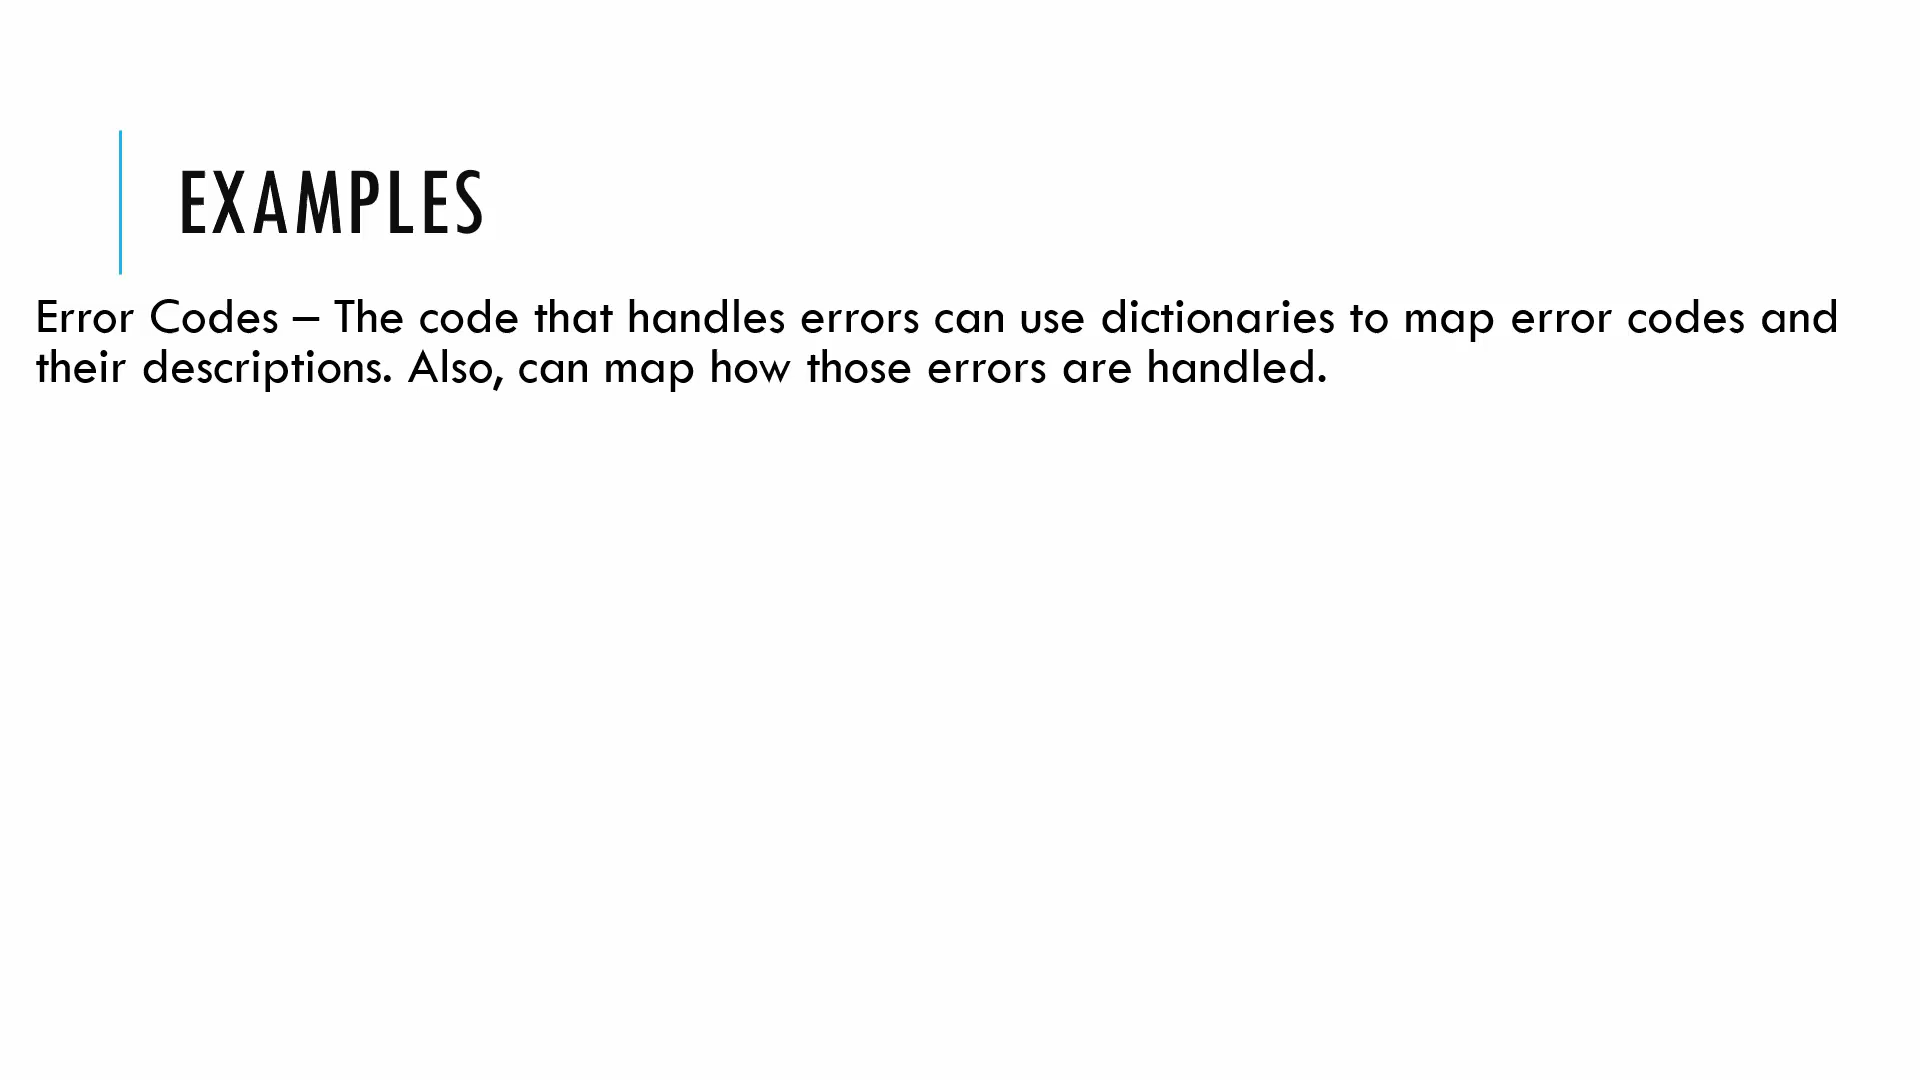 EXAMPLES
Error Codes – The code that handles errors can use dictionaries to map error codes and
their descriptions. Also, can map how those errors are handled.